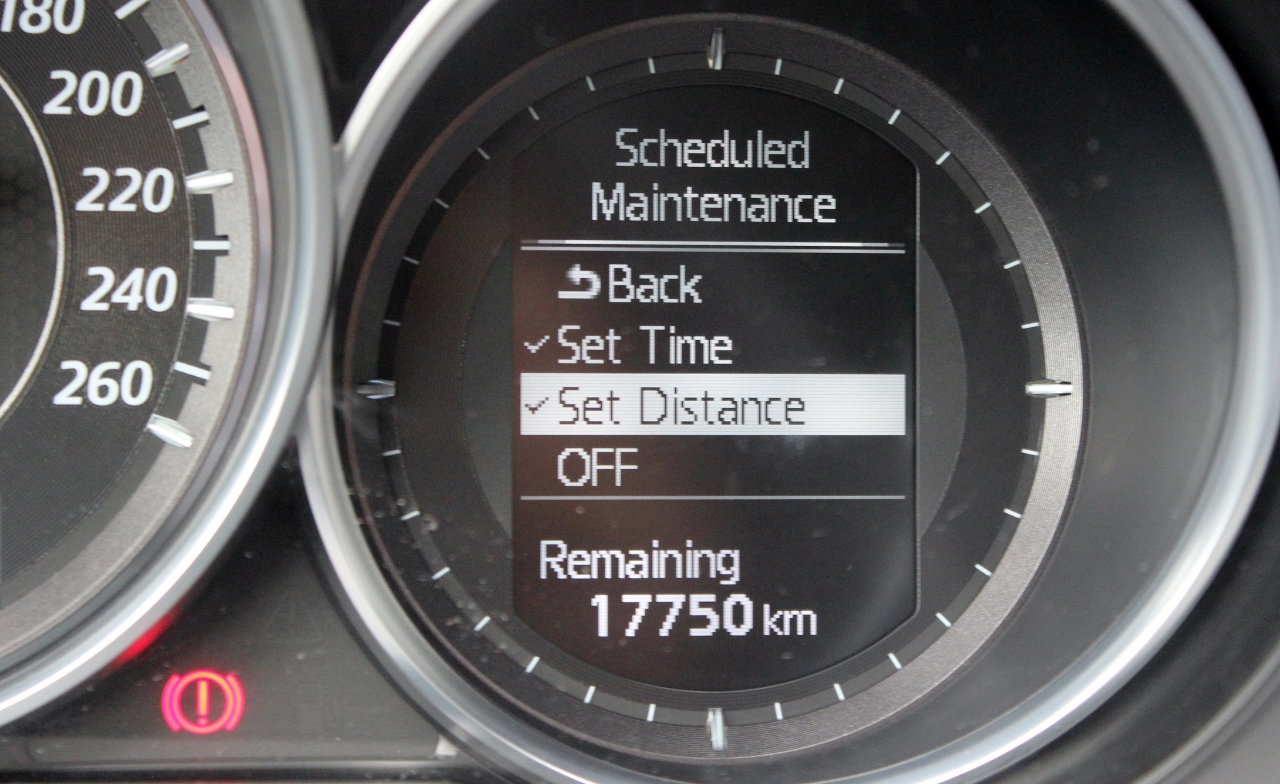 180
200
220
240
260
Scheduled
Maintenance
Back
Set Time
Set Distance
OFF
Remaining
17750 km